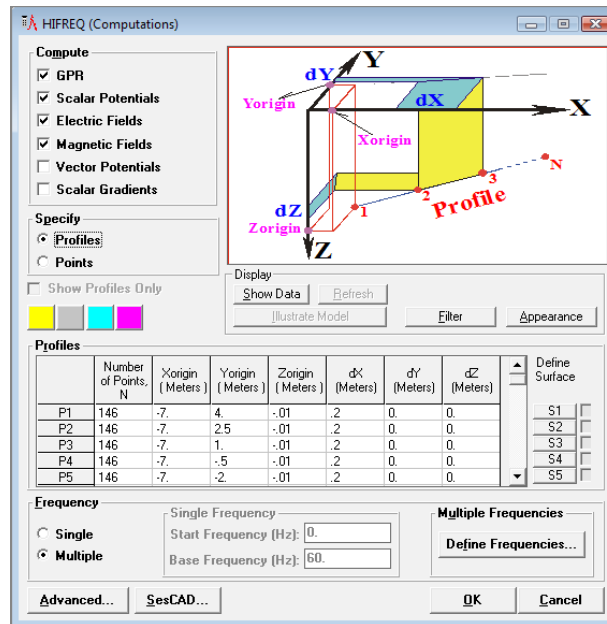 HIFREQ (Computations)
Compute
GPR
Scalar Potentials
Electric Fields
Magnetic Fields
Vector Potentials
Scalar Gradients
Specify
Profiles
Points
Show Profiles Only
Y
dY
Yorigin
dX
X
Xorigin
N
3
2
1
Profile
dZ
Zorigin
Z
Display
Show Data Refresh
Illustrate Model Filter Appearance
Profiles
Number of Points, N Xorigin (Meters) Yorigin (Meters) Zorigin (Meters) dX (Meters) dY (Meters) dZ (Meters) Define Surface
P1 146 -7. 4. -.01 .2 0. 0. S1
P2 146 -7. 2.5 -.01 .2 0. 0. S2
P3 146 -7. 1. -.01 .2 0. 0. S3
P4 146 -7. -.5 -.01 .2 0. 0. S4
P5 146 -7. -2. -.01 .2 0. 0. S5
Frequency
Single
Multiple
Single Frequency
Start Frequency (Hz): 0.
Base Frequency (Hz): 60.
Multiple Frequencies
Define Frequencies...
Advanced... SesCAD... OK Cancel